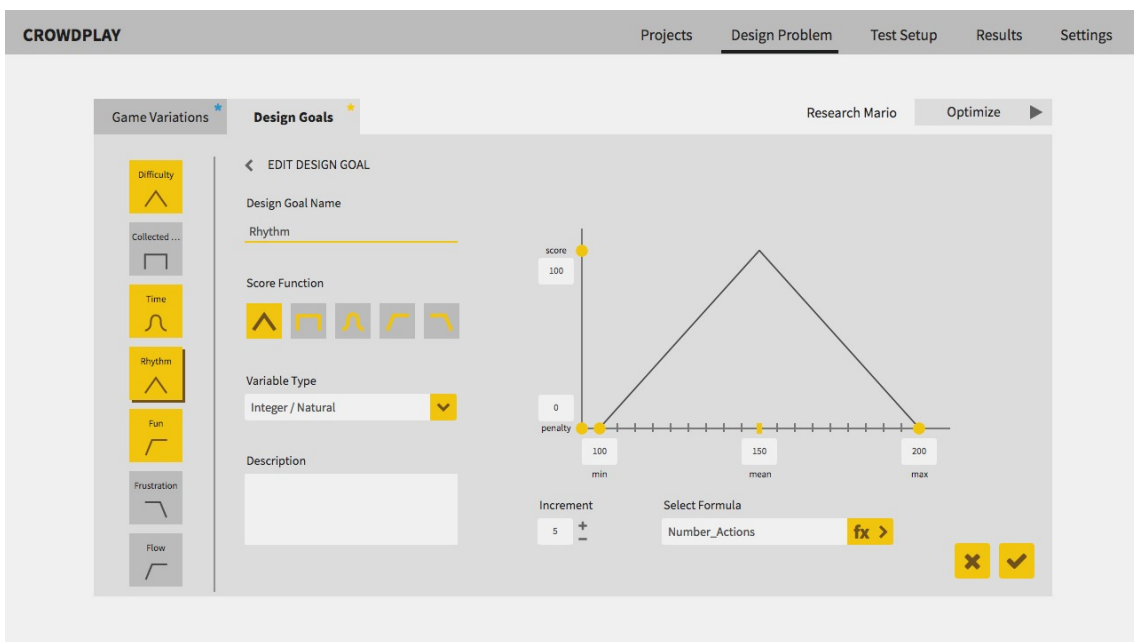 CROWDPLAY Projects Design Problem Test Setup Results Settings
Game Variations * Design Goals * Research Mario Optimize
Difficulty
Collected ...
Time
Rhythm
Fun
Frustration
Flow
EDIT DESIGN GOAL
Design Goal Name
Rhythm
Score Function
Variable Type
Integer / Natural
Description
score
100
0
penalty
100 150 200
min mean max
Increment
5 + −
Select Formula
Number_Actions fx